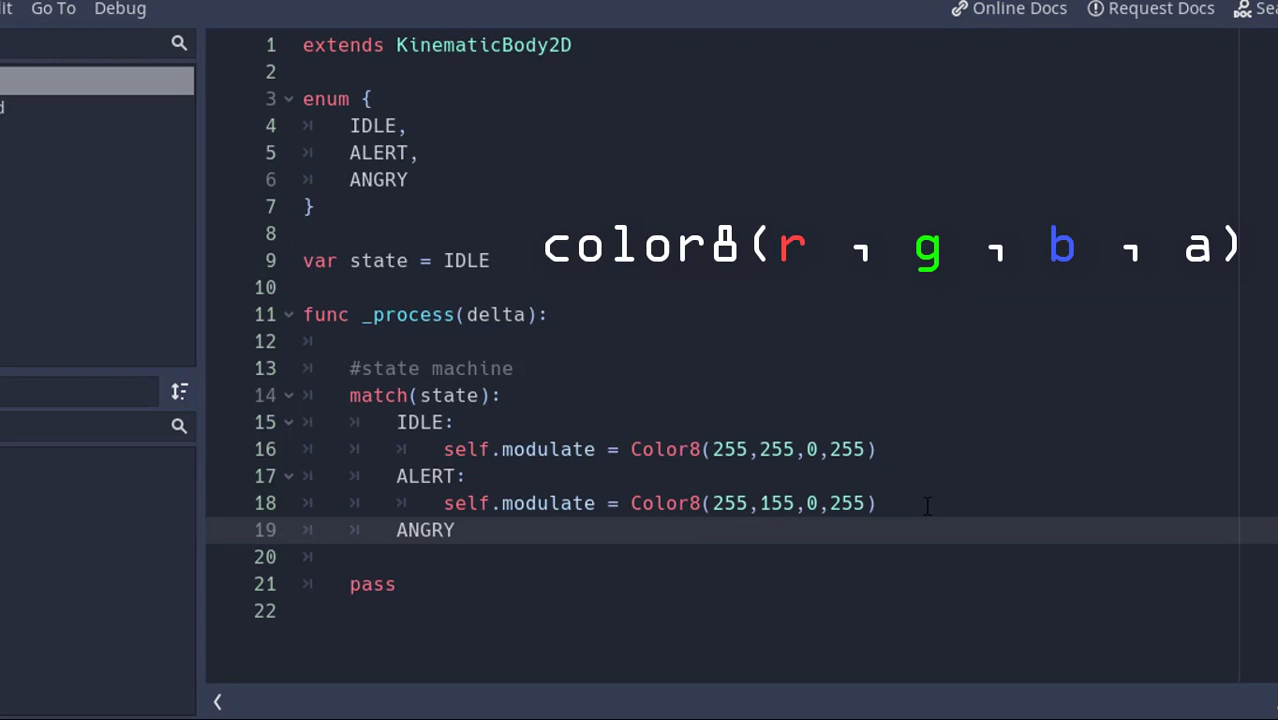 it Go To Debug Online Docs Request Docs Sea
d
1 extends KinematicBody2D
2
3 enum {
4 IDLE,
5 ALERT,
6 ANGRY
7 }
8
color8(r , g , b , a)
9 var state = IDLE
10
11 func _process(delta):
12
13 #state machine
14 match(state):
15 IDLE:
16 self.modulate = Color8(255,255,0,255)
17 ALERT:
18 self.modulate = Color8(255,155,0,255)
19 ANGRY
20
21 pass
22